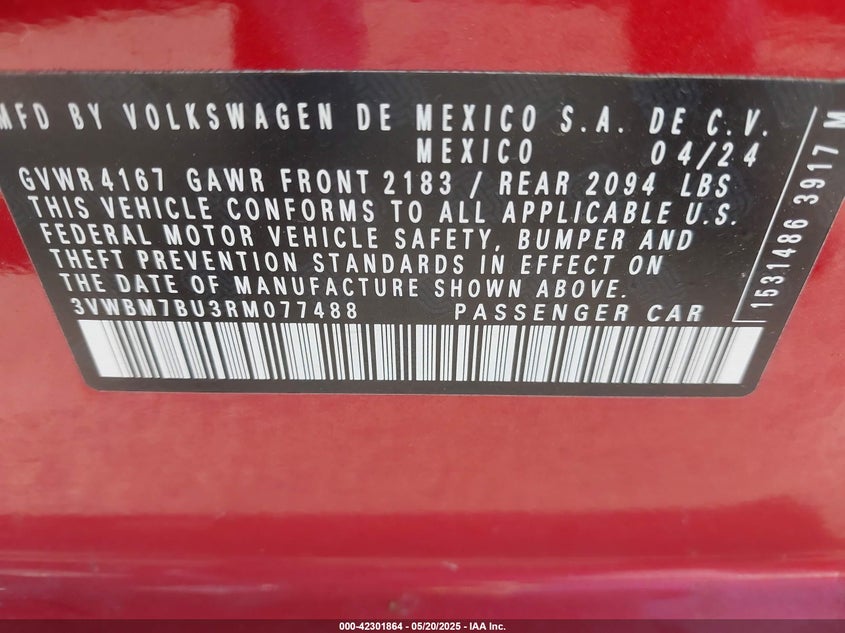 MFD BY VOLKSWAGEN DE MEXICO S.A. DE C.V.
MEXICO 04/24
GVWR 4167 GAWR FRONT 2183 / REAR 2094 LBS
THIS VEHICLE CONFORMS TO ALL APPLICABLE U.S.
FEDERAL MOTOR VEHICLE SAFETY, BUMPER AND
THEFT PREVENTION STANDARDS IN EFFECT ON
THE DATE OF MANUFACTURE SHOWN ABOVE.
3VWBM7BU3RM077488 PASSENGER CAR
1531486 3917 M
000-42301864 - 05/20/2025 - IAA Inc.